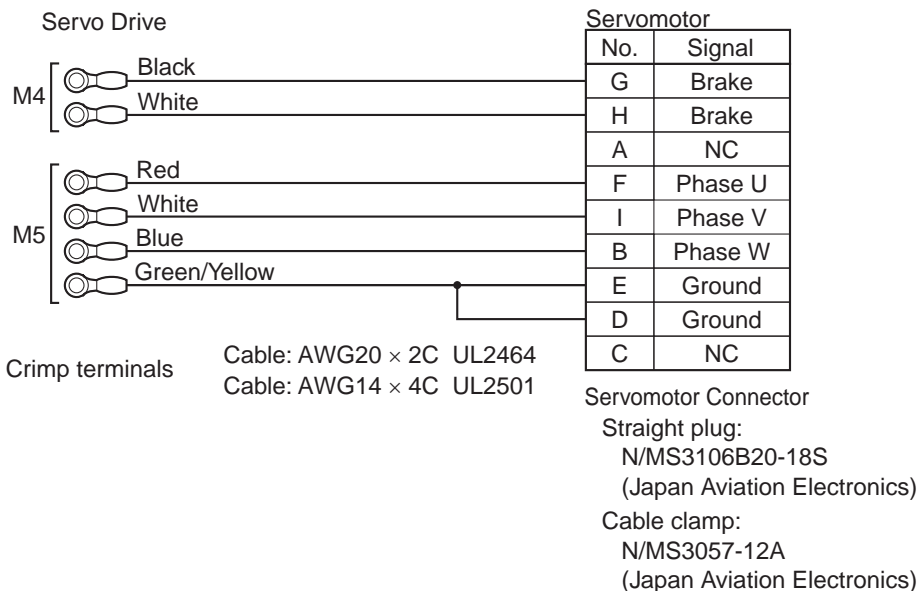 Servo Drive
Servomotor
No. Signal
M4
Black
G Brake
White
H Brake
A NC
M5
Red
F Phase U
White
I Phase V
Blue
B Phase W
Green/Yellow
E Ground
D Ground
C NC
Crimp terminals
Cable: AWG20 × 2C UL2464
Cable: AWG14 × 4C UL2501
Servomotor Connector
Straight plug:
N/MS3106B20-18S
(Japan Aviation Electronics)
Cable clamp:
N/MS3057-12A
(Japan Aviation Electronics)